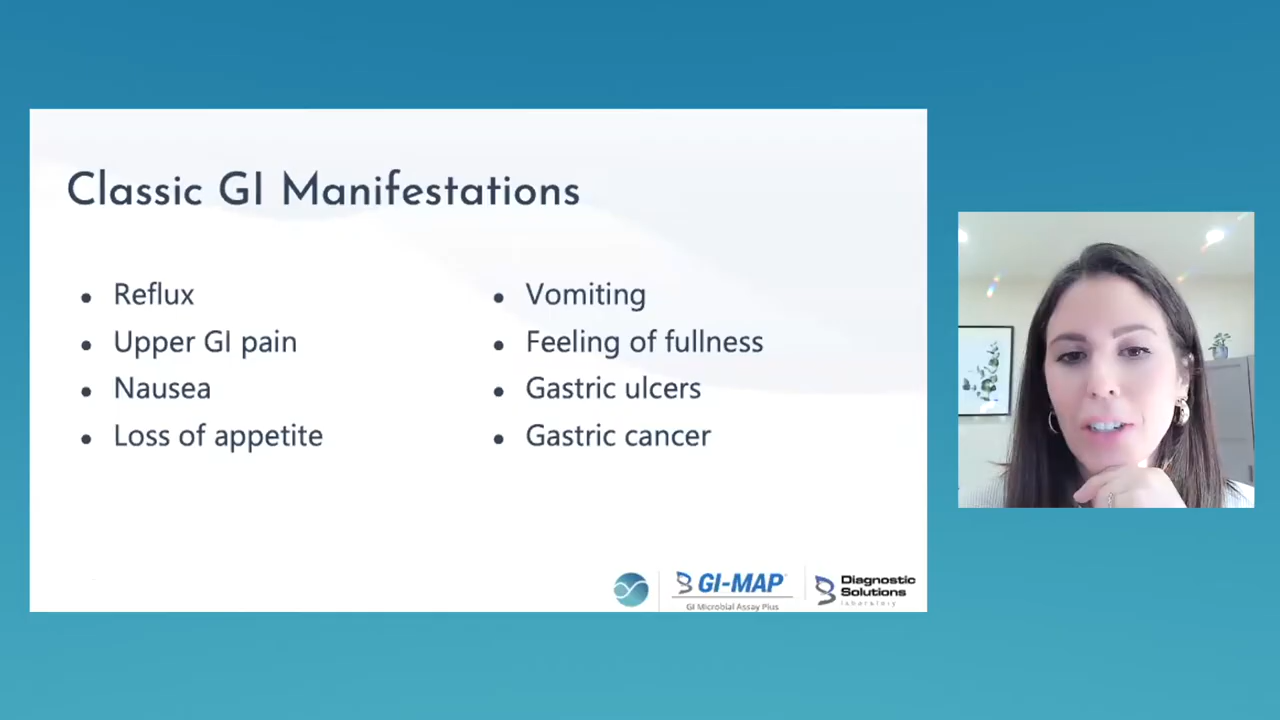 Classic GI Manifestations
• Reflux
• Upper GI pain
• Nausea
• Loss of appetite
• Vomiting
• Feeling of fullness
• Gastric ulcers
• Gastric cancer
GI-MAP
GI Microbial Assay Plus
Diagnostic
Solutions
laboratory